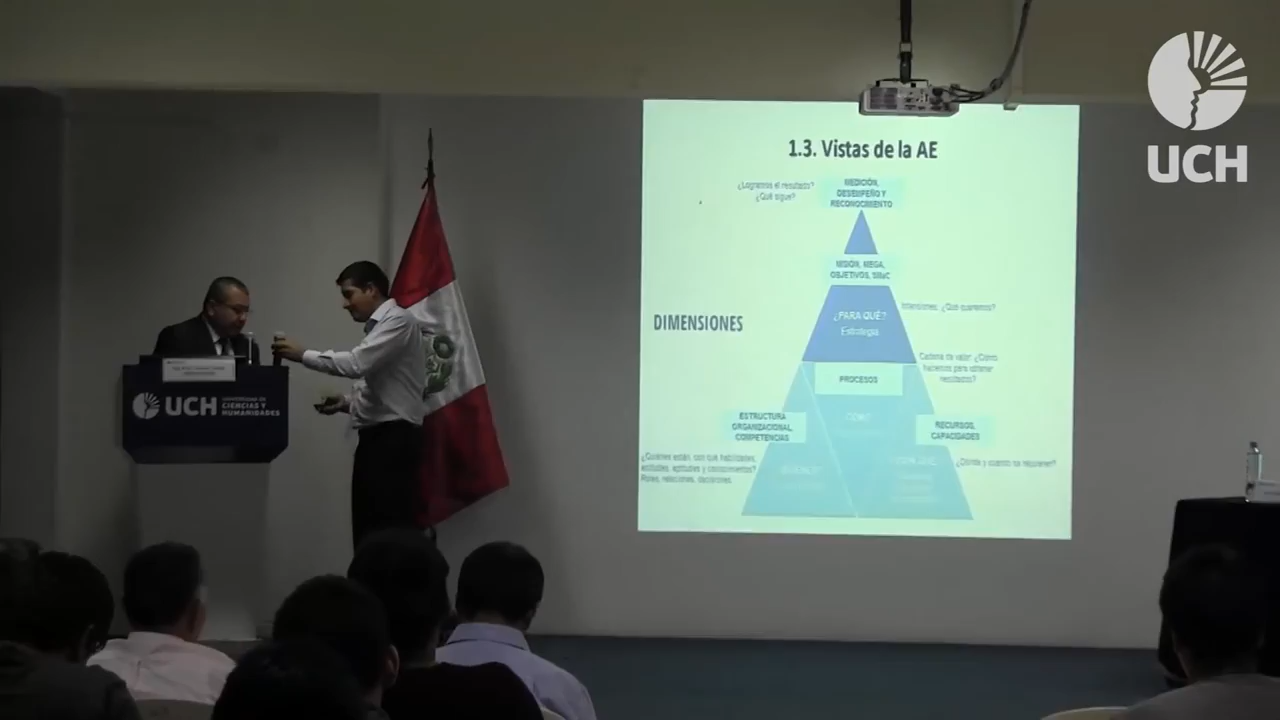 UCH
1.3. Vistas de la AE
¿Logramos el resultado?
¿Qué sigue?
MEDICIÓN,
DESEMPEÑO Y
RECONOCIMIENTO
MISIÓN, MEGA,
OBJETIVOS,
DIMENSIONES
¿PARA QUÉ?
Estrategia
Intenciones: ¿Qué queremos?
PROCESOS
Cadena de valor: ¿Cómo
hacemos para obtener
resultados?
ESTRUCTURA
ORGANIZACIONAL,
COMPETENCIAS
RECURSOS,
CAPACIDADES
¿Quiénes están, con sus habilidades,
actitudes, aptitudes y conocimientos?
Roles, relaciones, decisiones.
¿Dónde y cuánto se requieren?
UCH
UNIVERSIDAD DE
CIENCIAS Y
HUMANIDADES